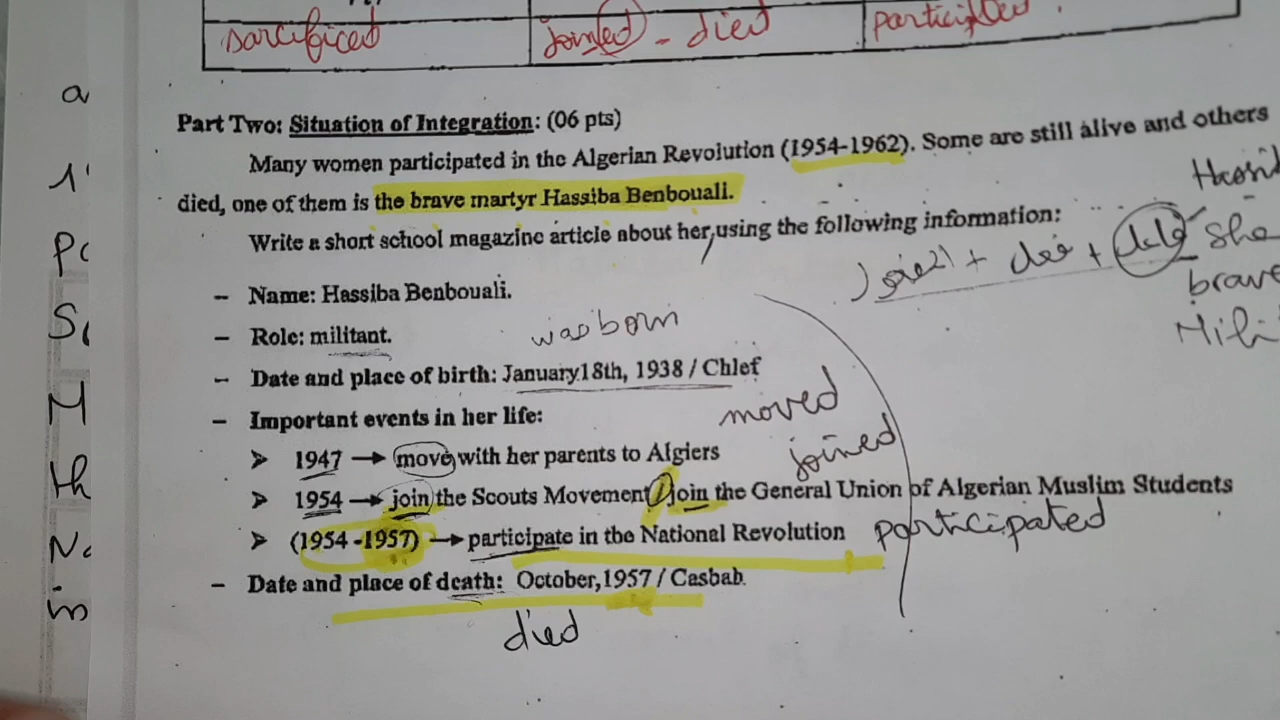 sarcificed joined - died participated.
a
Part Two: Situation of Integration: (06 pts)
Many women participated in the Algerian Revolution (1954-1962). Some are still alive and others
died, one of them is the brave martyr Hassiba Benbouali.
Write a short school magazine article about her, using the following information:
She
brave
– Name: Hassiba Benbouali.
– Role: militant.
was born
– Date and place of birth: January 18th, 1938 / Chlef
– Important events in her life:
moved
➤ 1947 → move with her parents to Algiers
joined
➤ 1954 → join the Scouts Movement / join the General Union of Algerian Muslim Students
➤ (1954 -1957) → participate in the National Revolution
participated
– Date and place of death: October, 1957 / Casbah.
died